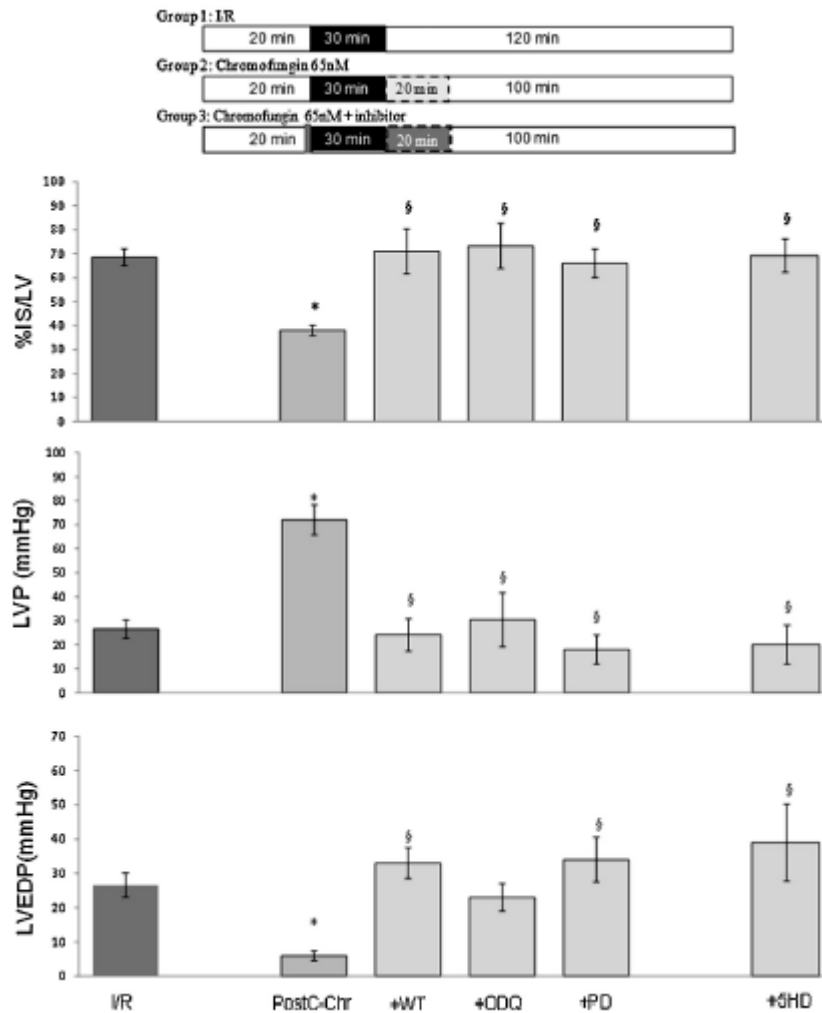 Group 1: I/R
20 min 30 min 120 min
Group 2: Chromofungin 65nM
20 min 30 min 20 min 100 min
Group 3: Chromofungin 65nM + inhibitor
20 min 30 min 20 min 100 min
100
90
80
70
60
50
40
30
20
10
0
%IS/LV
* § § § §
100
90
80
70
60
50
40
30
20
10
0
LVP (mmHg)
* § § § §
70
60
50
40
30
20
10
0
LVEDP(mmHg)
* § § §
I/R PostC-Chr +WT +ODQ +PD +5HD